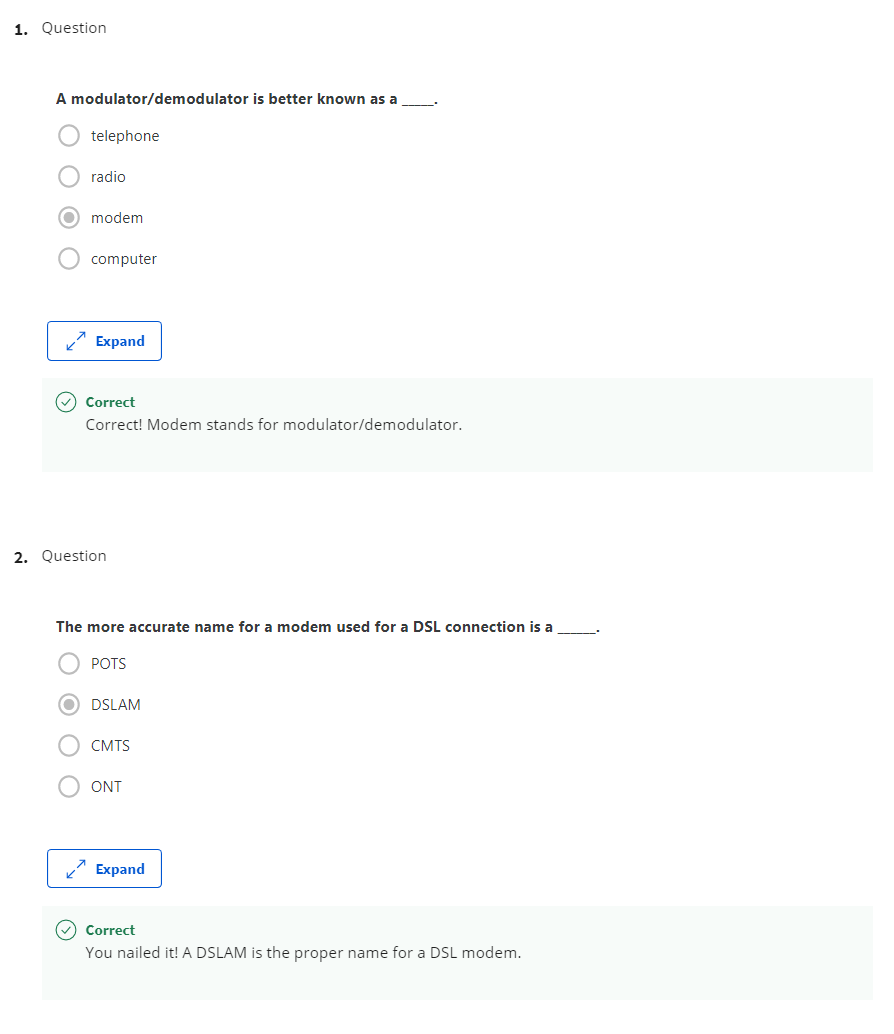 1. Question
A modulator/demodulator is better known as a _____.
telephone
radio
modem
computer
Expand
Correct
Correct! Modem stands for modulator/demodulator.
2. Question
The more accurate name for a modem used for a DSL connection is a ______.
POTS
DSLAM
CMTS
ONT
Expand
Correct
You nailed it! A DSLAM is the proper name for a DSL modem.